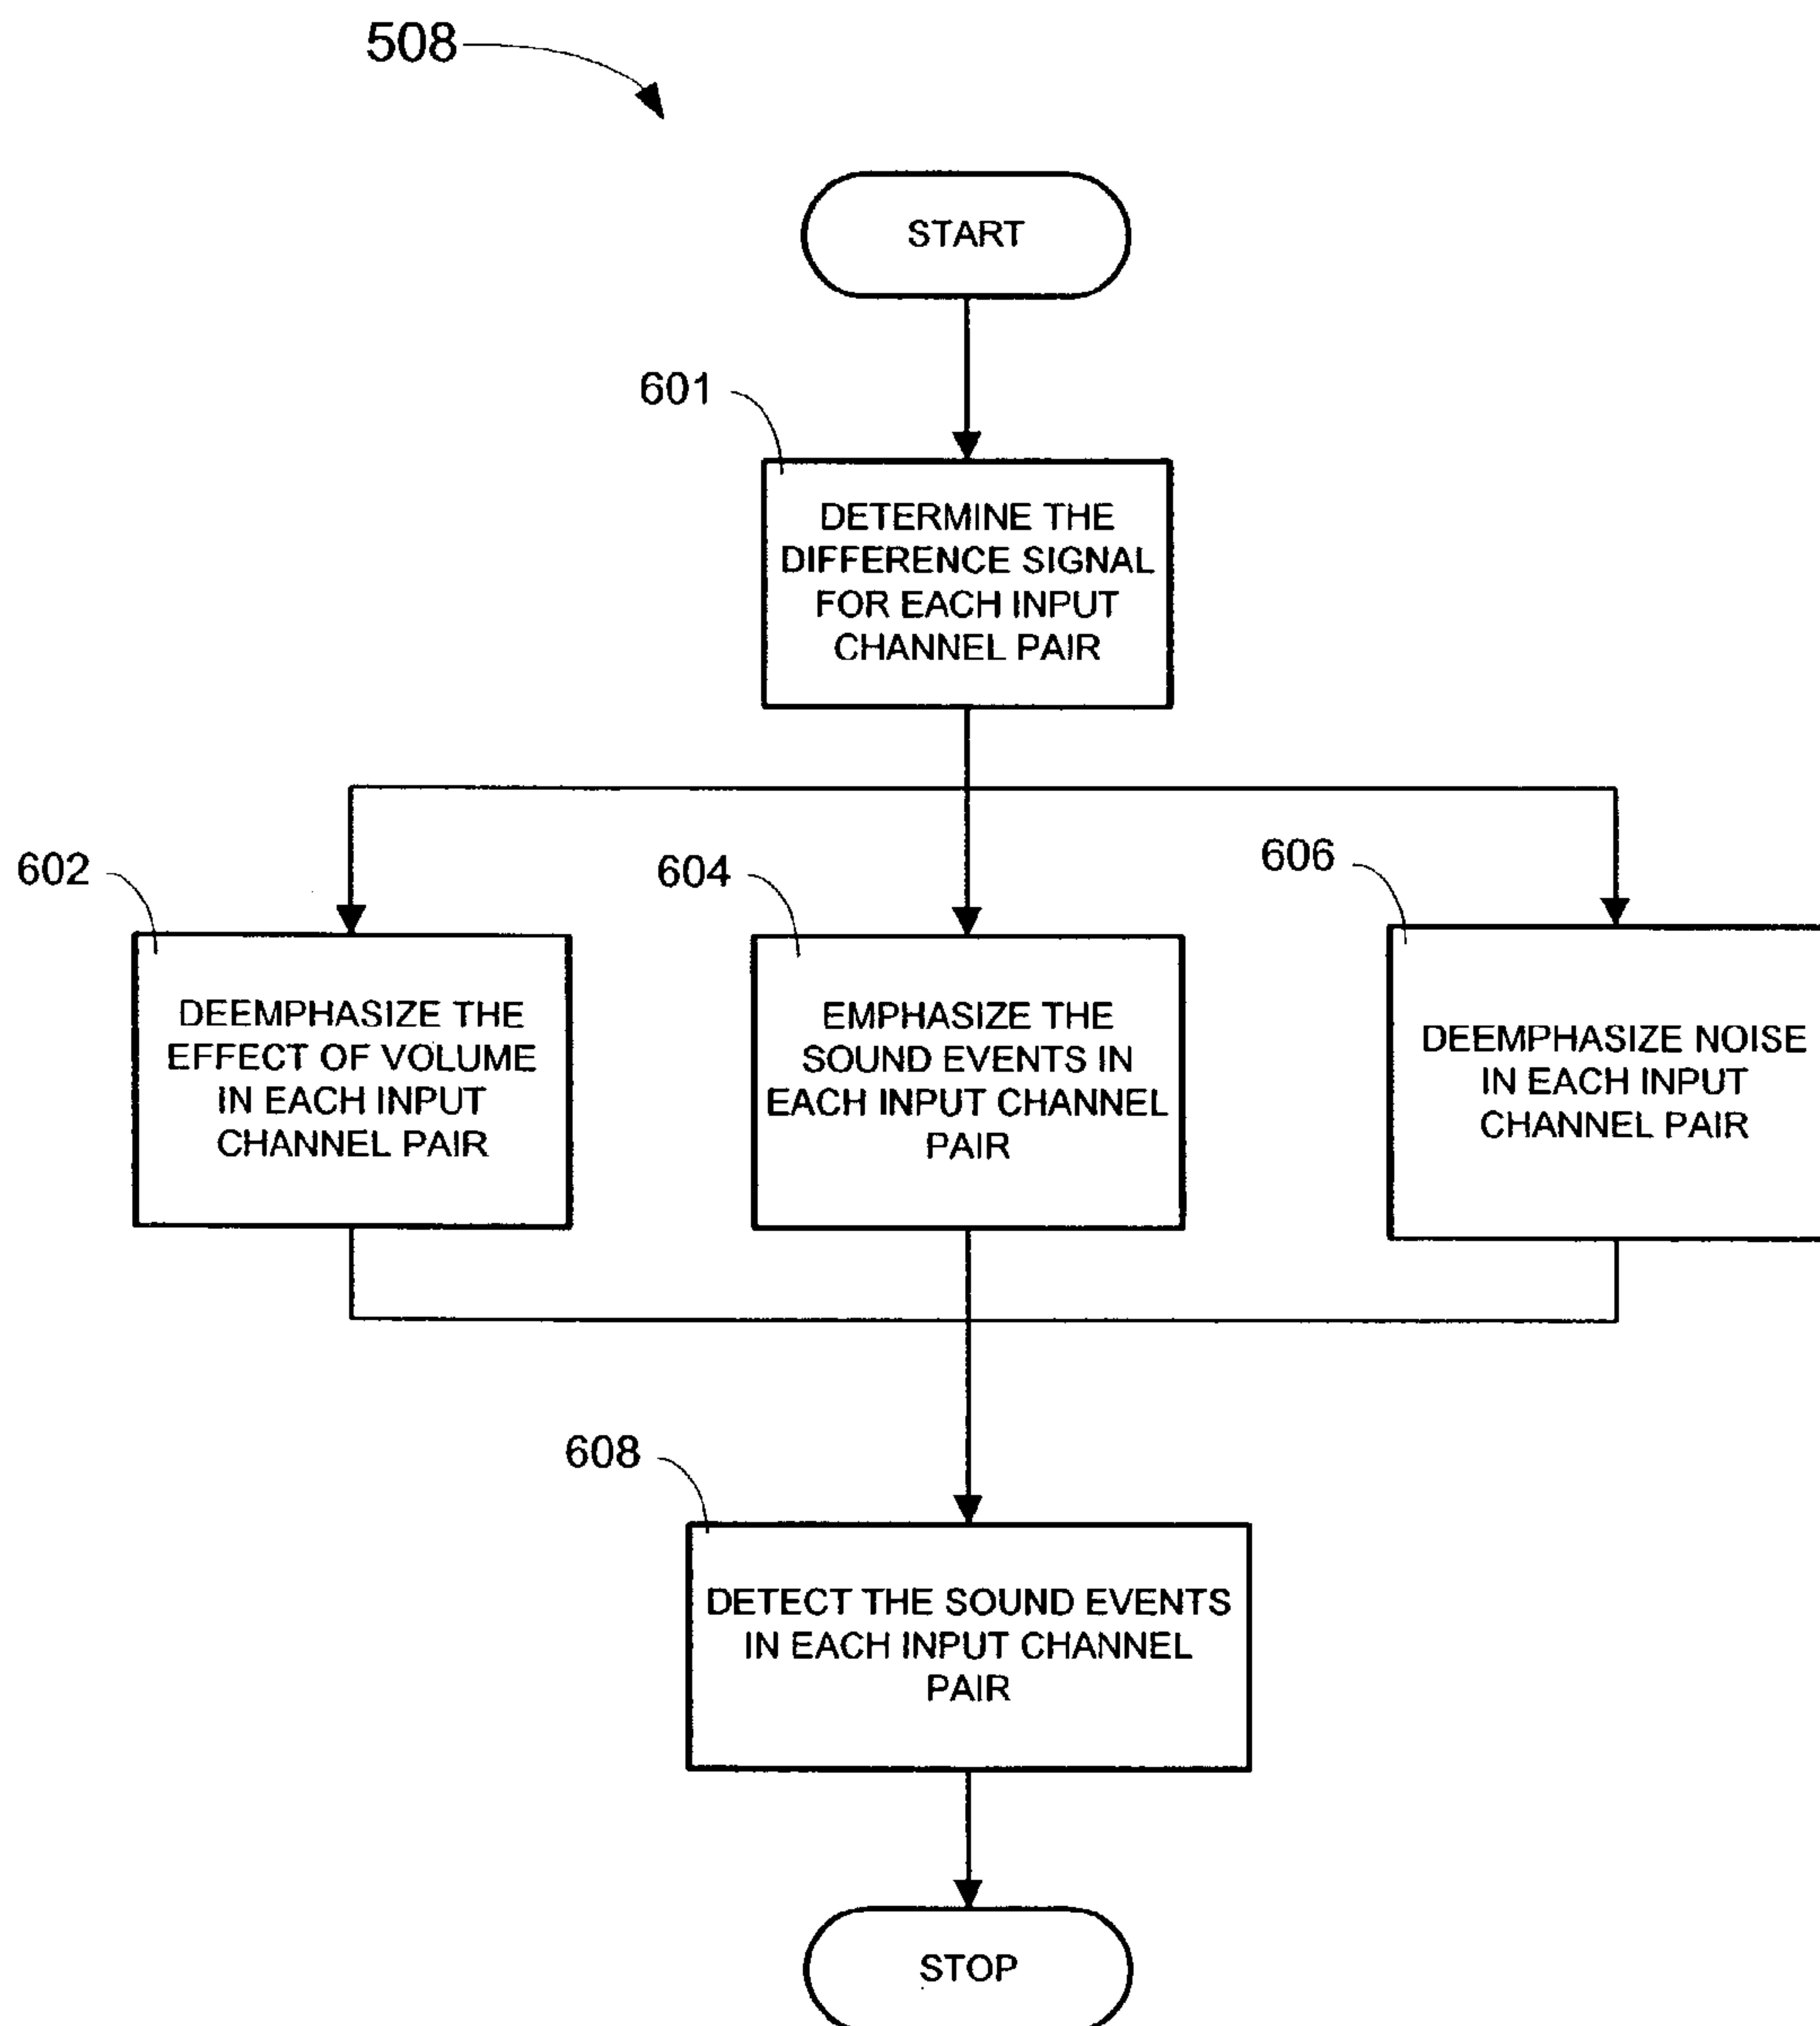 508
START
601
DETERMINE THE
DIFFERENCE SIGNAL
FOR EACH INPUT
CHANNEL PAIR
602
DEEMPHASIZE THE
EFFECT OF VOLUME
IN EACH INPUT
CHANNEL PAIR
604
EMPHASIZE THE
SOUND EVENTS IN
EACH INPUT CHANNEL
PAIR
606
DEEMPHASIZE NOISE
IN EACH INPUT
CHANNEL PAIR
608
DETECT THE SOUND EVENTS
IN EACH INPUT CHANNEL
PAIR
STOP